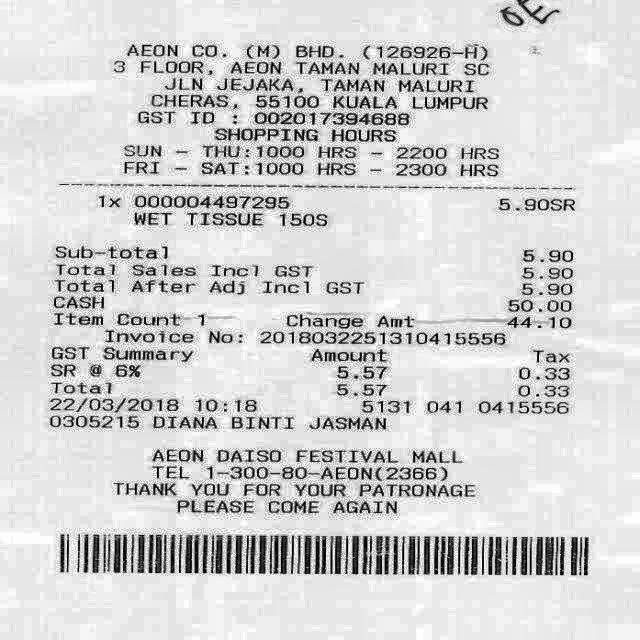 AEON CO. (M) BHD. (126926-H)
3 FLOOR, AEON TAMAN MALURI SC
JLN JEJAKA, TAMAN MALURI
CHERAS, 55100 KUALA LUMPUR
GST ID : 002017394688
SHOPPING HOURS
SUN - THU:1000 HRS - 2200 HRS
FRI - SAT:1000 HRS - 2300 HRS
1x 000004497295 5.90SR
WET TISSUE 150S
Sub-total 5.90
Total Sales Incl GST 5.90
Total After Adj Incl GST 5.90
CASH 50.00
Item Count 1 Change Amt 44.10
Invoice No: 2018032251310415556
GST Summary Amount Tax
SR @ 6% 5.57 0.33
Total 5.57 0.33
22/03/2018 10:18 5131 041 0415556
0305215 DIANA BINTI JASMAN
AEON DAISO FESTIVAL MALL
TEL 1-300-80-AEON(2366)
THANK YOU FOR YOUR PATRONAGE
PLEASE COME AGAIN